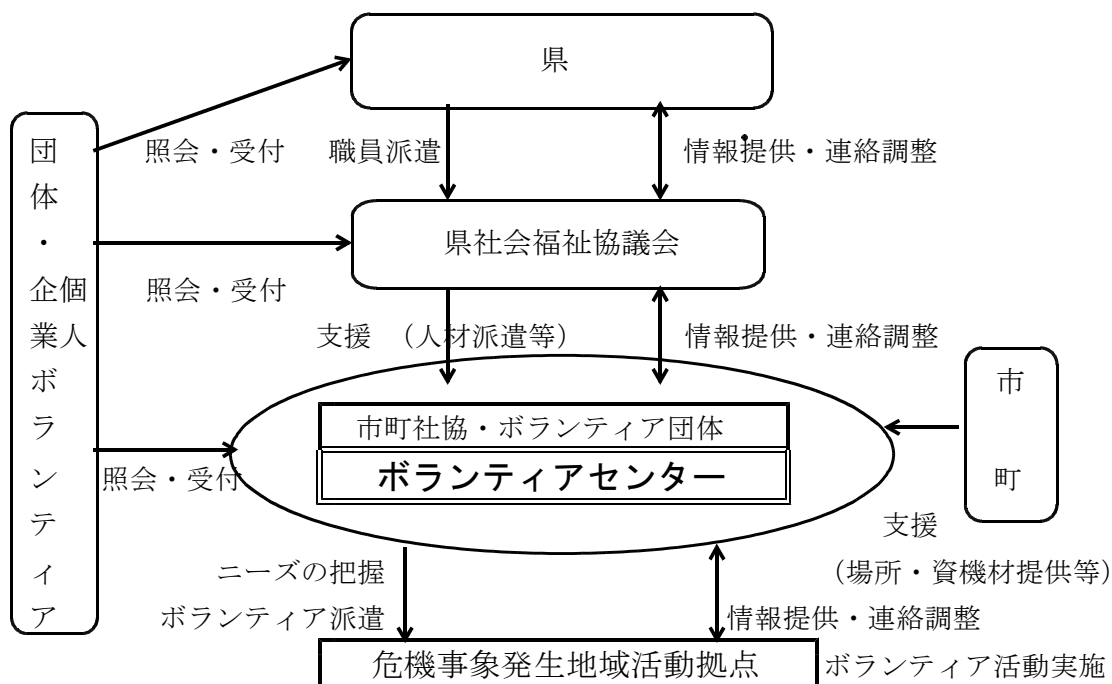 県
照会・受付
職員派遣
情報提供・連絡調整
団体・企業
個人ボランティア
県社会福祉協議会
照会・受付
支援 （人材派遣等）
情報提供・連絡調整
市町
市町社協・ボランティア団体
ボランティアセンター
照会・受付
支援
（場所・資機材提供等）
ニーズの把握
ボランティア派遣
情報提供・連絡調整
危機事象発生地域活動拠点
ボランティア活動実施